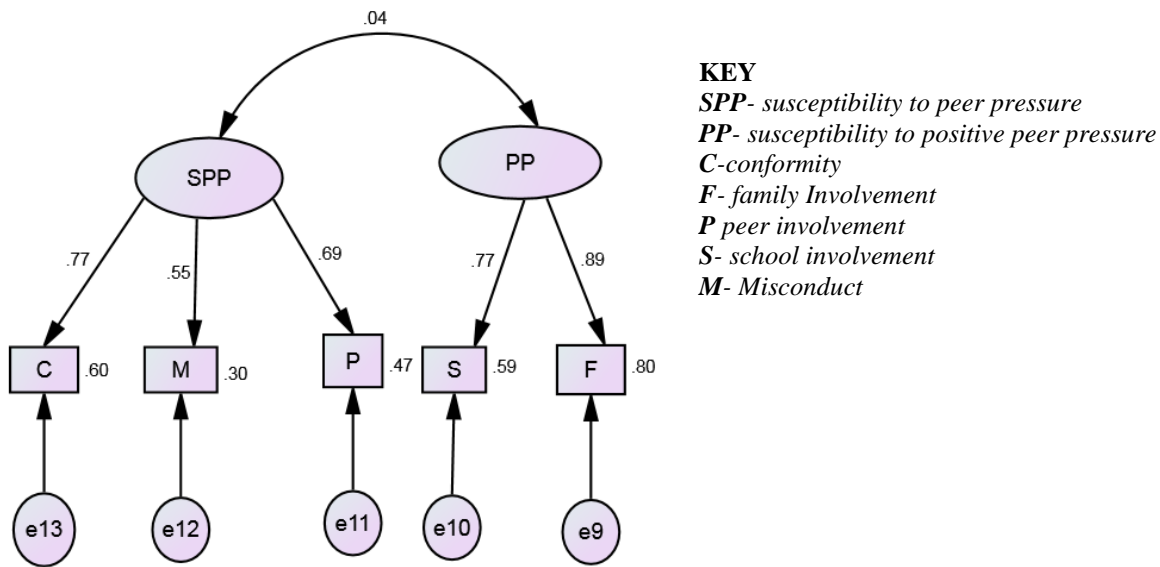 .04
SPP
PP
.77
.55
.69
.77
.89
C
.60
M
.30
P
.47
S
.59
F
.80
e13
e12
e11
e10
e9
KEY
SPP- susceptibility to peer pressure
PP- susceptibility to positive peer pressure
C-conformity
F- family Involvement
P peer involvement
S- school involvement
M- Misconduct